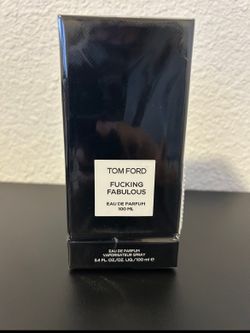 TOM FORD
FUCKING
FABULOUS
EAU DE PARFUM
100 ML
EAU DE PARFUM
VAPORISATEUR SPRAY
3.4 FL. OZ./OZ. LIQ./100 ml ℮